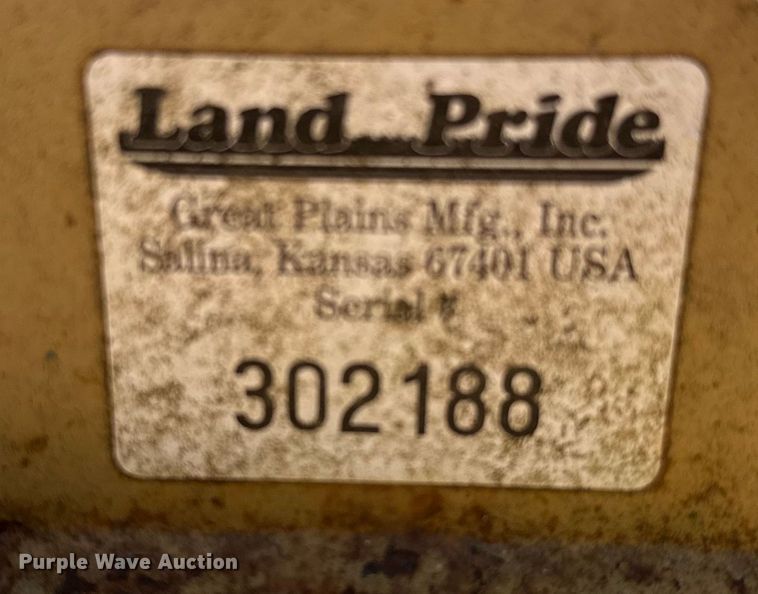 Land Pride
Great Plains Mfg., Inc.
Salina, Kansas 67401 USA
Serial #
302188
Purple Wave Auction